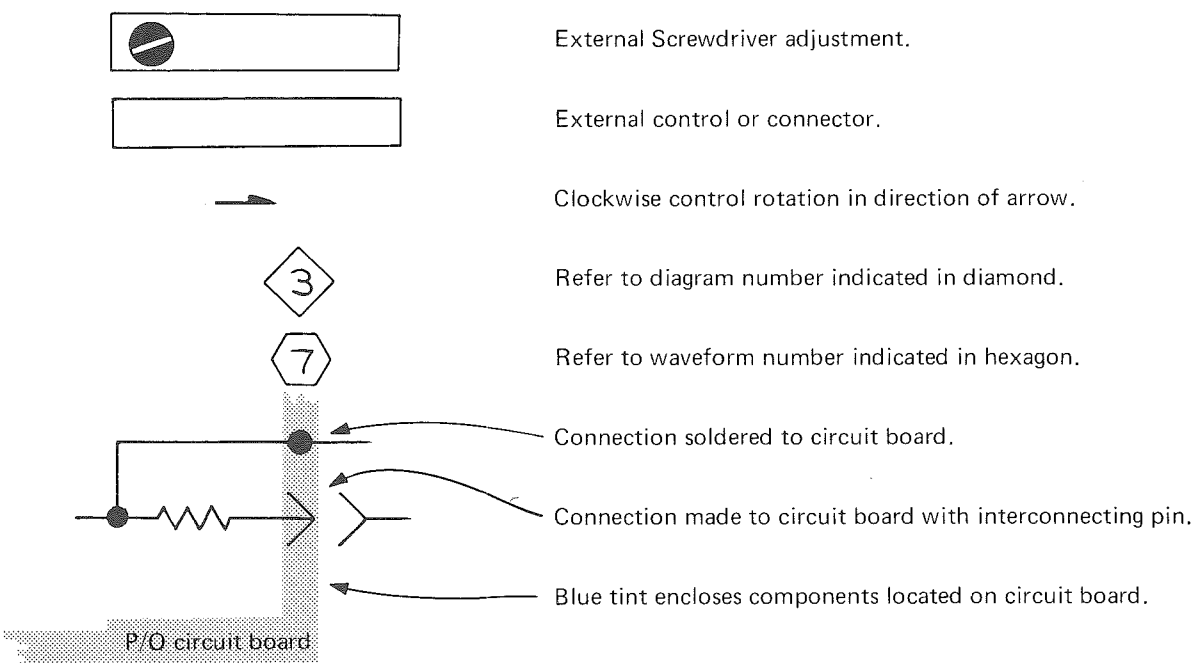 External Screwdriver adjustment.
External control or connector.
Clockwise control rotation in direction of arrow.
3
Refer to diagram number indicated in diamond.
7
Refer to waveform number indicated in hexagon.
Connection soldered to circuit board.
Connection made to circuit board with interconnecting pin.
Blue tint encloses components located on circuit board.
P/O circuit board